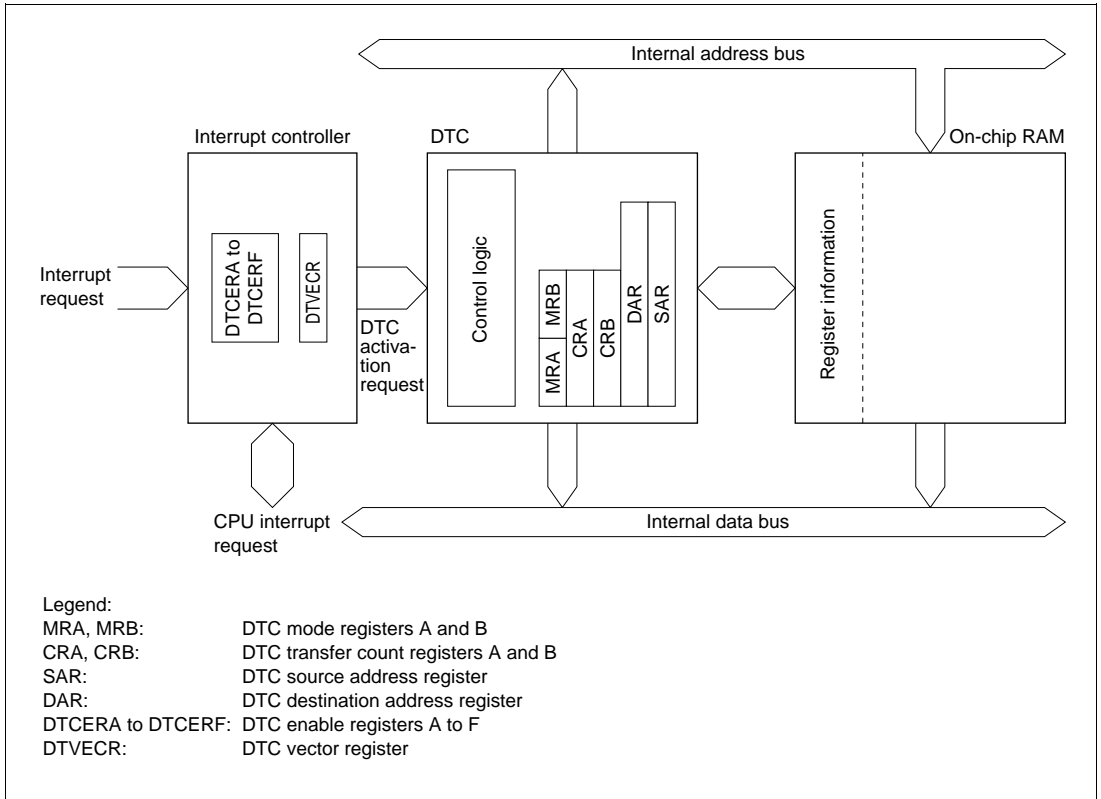 Internal address bus
Interrupt controller
DTC
On-chip RAM
Interrupt
request
DTCERA to
DTCERF
DTVECR
DTC
activa-
tion
request
Control logic
MRA
MRB
CRA
CRB
DAR
SAR
Register information
CPU interrupt
request
Internal data bus
Legend:
MRA, MRB: DTC mode registers A and B
CRA, CRB: DTC transfer count registers A and B
SAR: DTC source address register
DAR: DTC destination address register
DTCERA to DTCERF: DTC enable registers A to F
DTVECR: DTC vector register